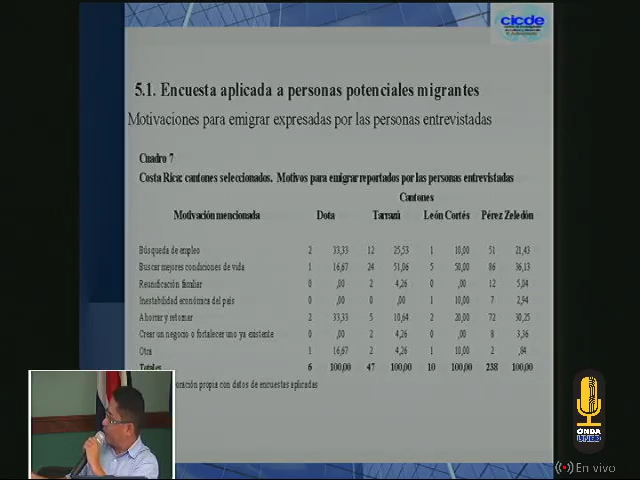 cicde
5.1. Encuesta aplicada a personas potenciales migrantes
Motivaciones para emigrar expresadas por las personas entrevistadas
Cuadro 7
Costa Rica: cantones seleccionados. Motivos para emigrar reportados por las personas entrevistadas
Cantones
Motivación mencionada Dota Tarrazú León Cortés Pérez Zeledón
Búsqueda de empleo 2 33,33 12 25,53 1 10,00 51 21,43
Buscar mejores condiciones de vida 1 16,67 24 51,06 5 50,00 86 36,13
Reunificación familiar 0 ,00 2 4,26 0 ,00 12 5,04
Inestabilidad económica del país 0 ,00 0 ,00 1 10,00 7 2,94
Ahorrar y retornar 2 33,33 5 10,64 2 20,00 72 30,25
Crear un negocio o fortalecer uno ya existente 0 ,00 2 4,26 0 ,00 8 3,36
Otra 1 16,67 2 4,26 1 10,00 2 ,84
Totales 6 100,00 47 100,00 10 100,00 238 100,00
oración propia con datos de encuestas aplicadas
ONDA
UNED
En vivo